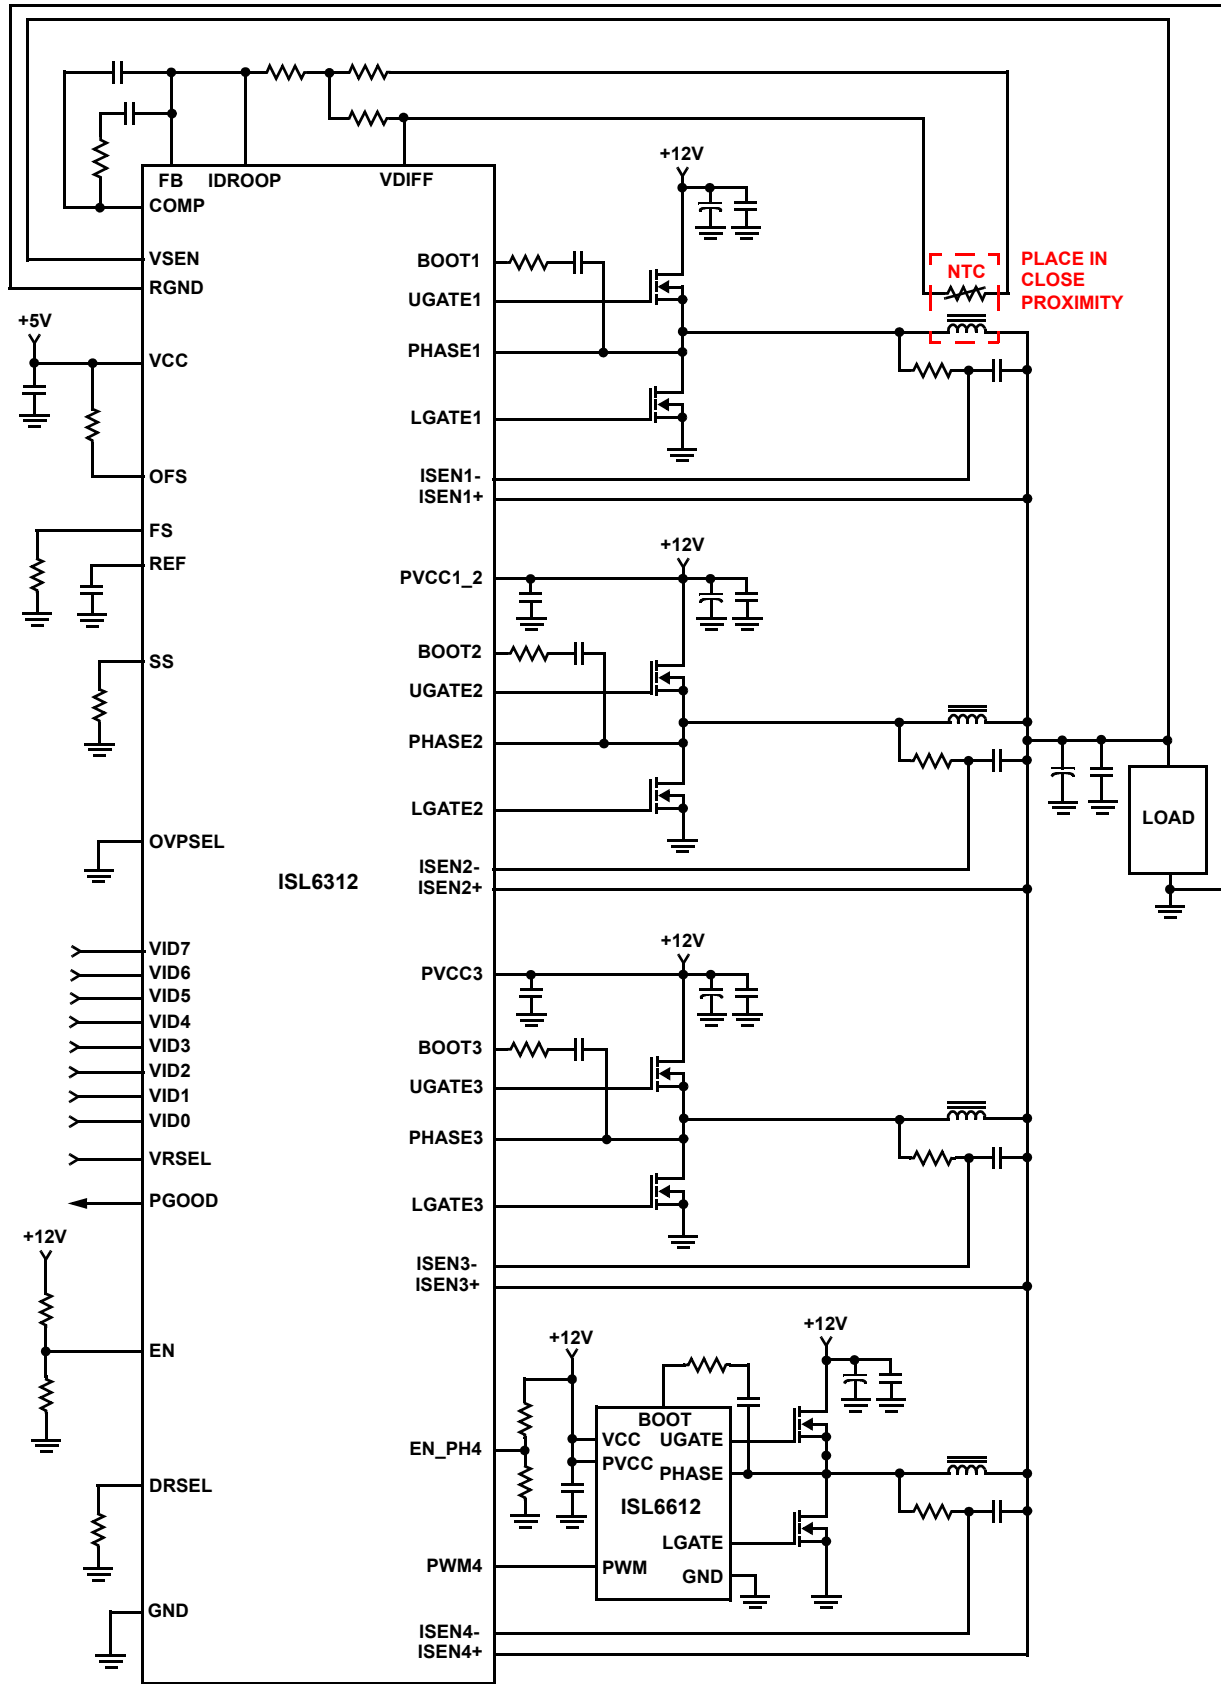 +12V
FB IDROOP VDIFF
COMP
VSEN
RGND
+5V
VCC
OFS
FS
REF
SS
OVPSEL
ISL6312
VID7
VID6
VID5
VID4
VID3
VID2
VID1
VID0
VRSEL
PGOOD
+12V
EN
DRSEL
GND
BOOT1
UGATE1
PHASE1
LGATE1
ISEN1-
ISEN1+
NTC
PLACE IN
CLOSE
PROXIMITY
+12V
PVCC1_2
BOOT2
UGATE2
PHASE2
LGATE2
ISEN2-
ISEN2+
LOAD
+12V
PVCC3
BOOT3
UGATE3
PHASE3
LGATE3
ISEN3-
ISEN3+
+12V
+12V
EN_PH4
PWM4
BOOT
VCC
UGATE
PVCC
PHASE
ISL6612
LGATE
PWM
GND
ISEN4-
ISEN4+